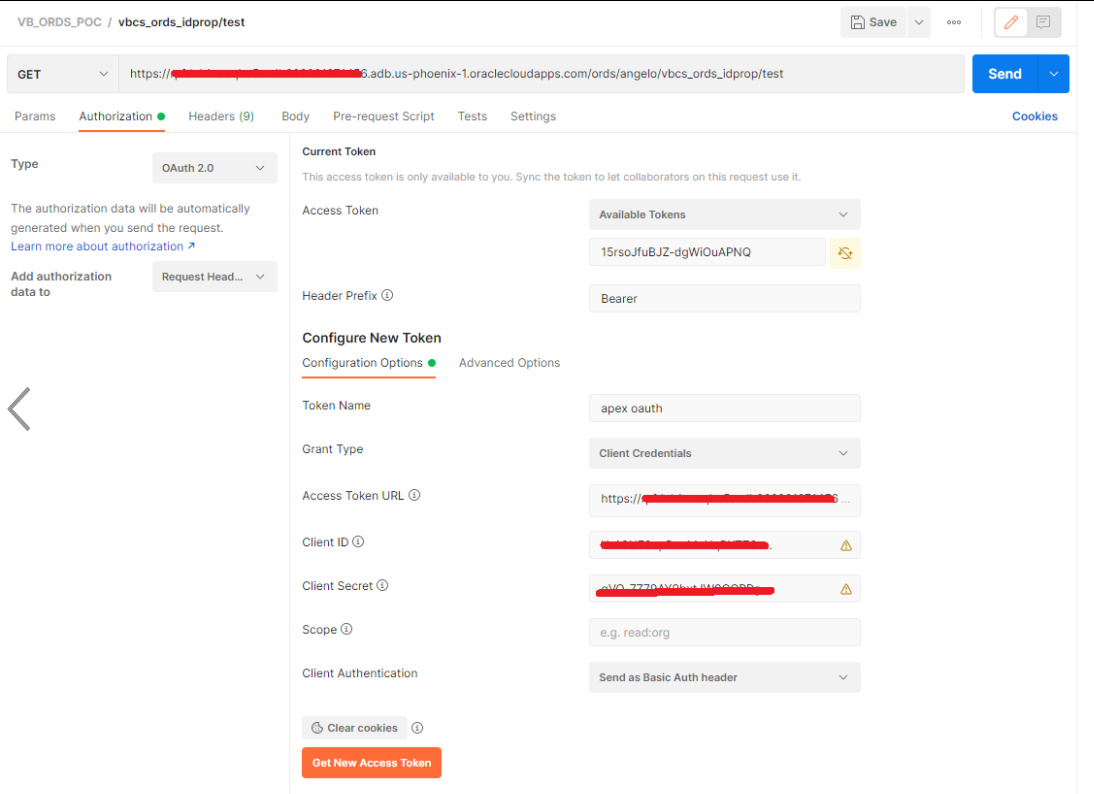 VB_ORDS_POC / vbcs_ords_idprop/test
Save
GET
https://
6.adb.us-phoenix-1.oraclecloudapps.com/ords/angelo/vbcs_ords_idprop/test
Send
Params Authorization Headers (9) Body Pre-request Script Tests Settings Cookies
Type
OAuth 2.0
The authorization data will be automatically
generated when you send the request.
Learn more about authorization ↗
Add authorization
data to
Request Head...
Current Token
This access token is only available to you. Sync the token to let collaborators on this request use it.
Access Token
Available Tokens
15rsoJfuBJZ-dgWiOuAPNQ
Header Prefix
Bearer
Configure New Token
Configuration Options Advanced Options
Token Name
apex oauth
Grant Type
Client Credentials
Access Token URL
https://
6 ...
Client ID
Client Secret
Scope
e.g. read:org
Client Authentication
Send as Basic Auth header
Clear cookies
Get New Access Token